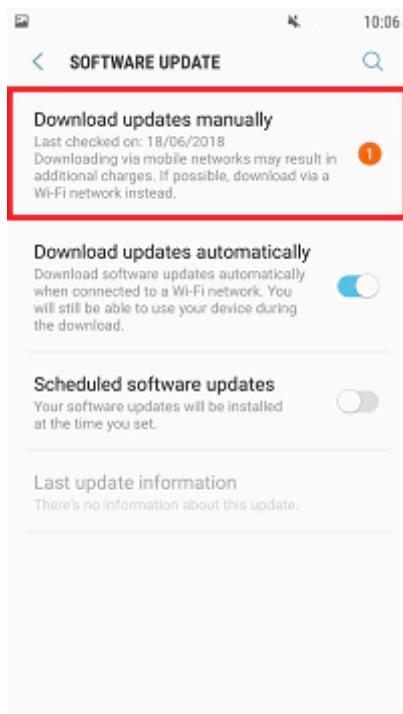 10:06
SOFTWARE UPDATE
Download updates manually
Last checked on: 18/06/2018
Downloading via mobile networks may result in
additional charges. If possible, download via a
Wi-Fi network instead.
1
Download updates automatically
Download software updates automatically
when connected to a Wi-Fi network. You
will still be able to use your device during
the download.
Scheduled software updates
Your software updates will be installed
at the time you set.
Last update information
There's no information about this update.